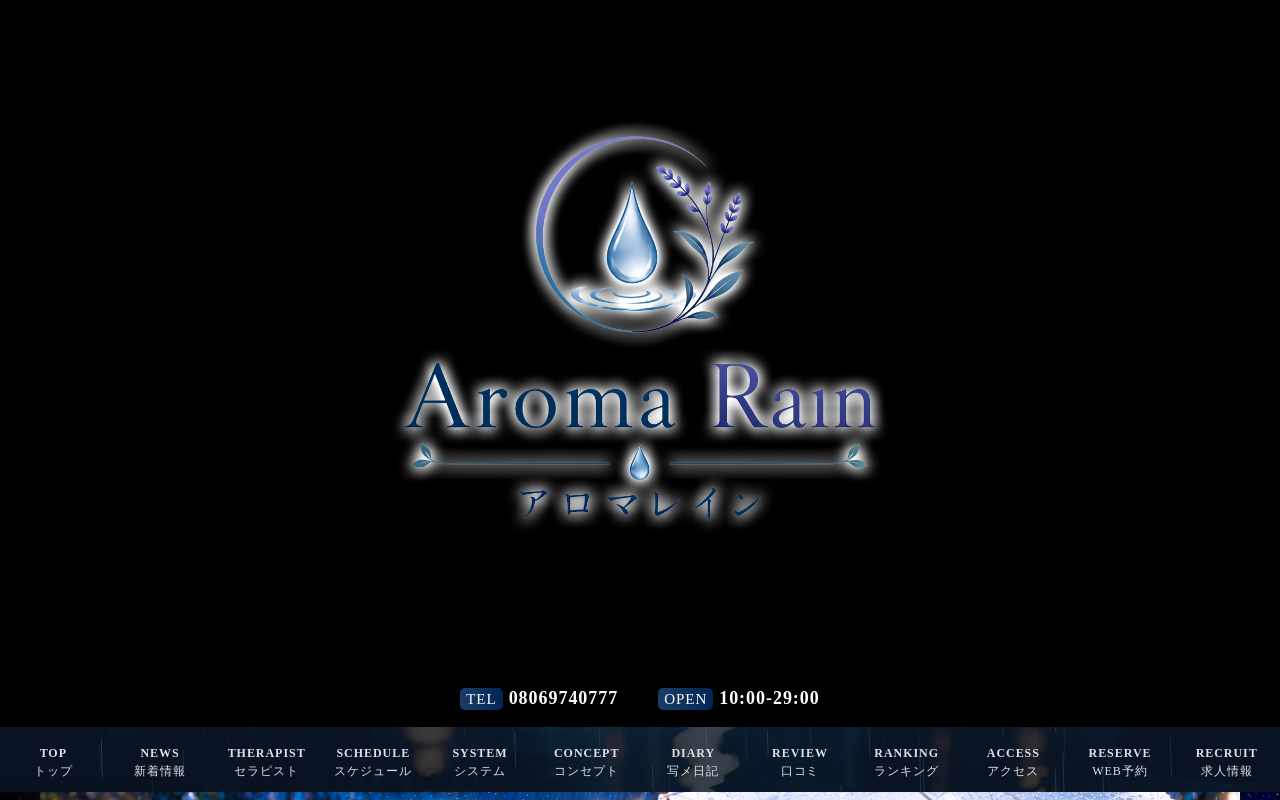 Aroma Rain
アロマレイン
TEL 08069740777 OPEN 10:00-29:00
TOP NEWS THERAPIST SCHEDULE SYSTEM CONCEPT DIARY REVIEW RANKING ACCESS RESERVE RECRUIT
トップ 新着情報 セラピスト スケジュール システム コンセプト 写メ日記 口コミ ランキング アクセス WEB予約 求人情報